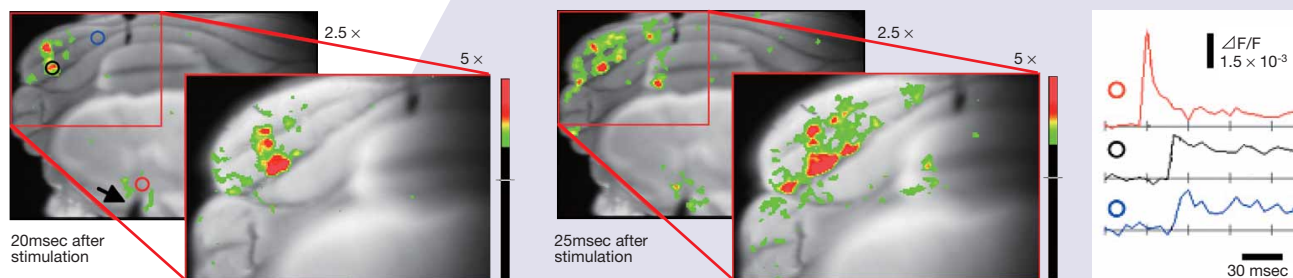 2.5 ×
5 ×
20msec after
stimulation
2.5 ×
5 ×
25msec after
stimulation
⊿F/F
1.5 × 10⁻³
30 msec